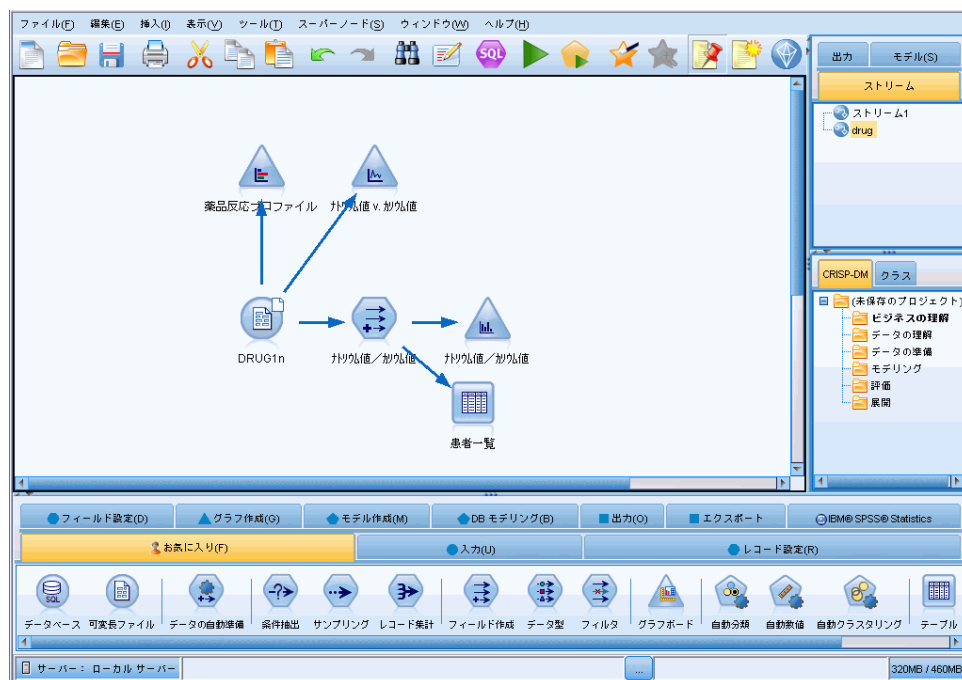 ファイル(F) 編集(E) 挿入(I) 表示(V) ツール(T) スーパーノード(S) ウィンドウ(W) ヘルプ(H)
SQL
出力 モデル(S)
ストリーム
ストリーム1
drug
薬品反応プロファイル
ﾅﾄﾘｳﾑ値 v. ｶﾘｳﾑ値
DRUG1n
ﾅﾄﾘｳﾑ値／ｶﾘｳﾑ値
ﾅﾄﾘｳﾑ値／ｶﾘｳﾑ値
患者一覧
CRISP-DM クラス
(未保存のプロジェクト)
ビジネスの理解
データの理解
データの準備
モデリング
評価
展開
フィールド設定(D) グラフ作成(G) モデル作成(M) DB モデリング(B) 出力(O) エクスポート IBM® SPSS® Statistics
お気に入り(F) 入力(U) レコード設定(R)
SQL
データベース 可変長ファイル データの自動準備 条件抽出 サンプリング レコード集計 フィールド作成 データ型 フィルタ グラフボード 自動分類 自動数値 自動クラスタリング テーブル
サーバー： ローカル サーバー ... 320MB / 460MB